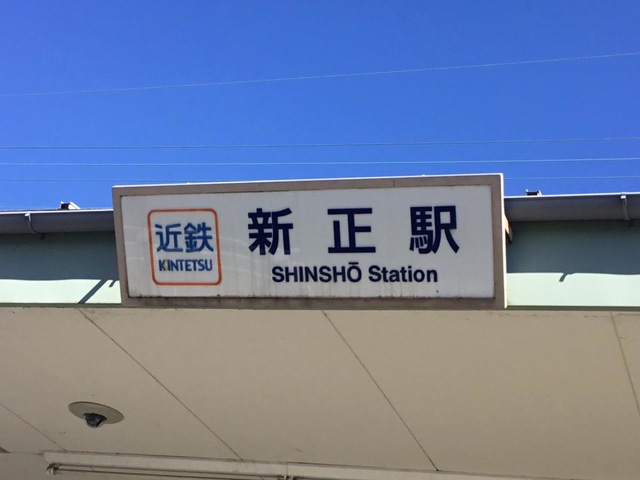 近鉄
KINTETSU
新正駅
SHINSHŌ Station